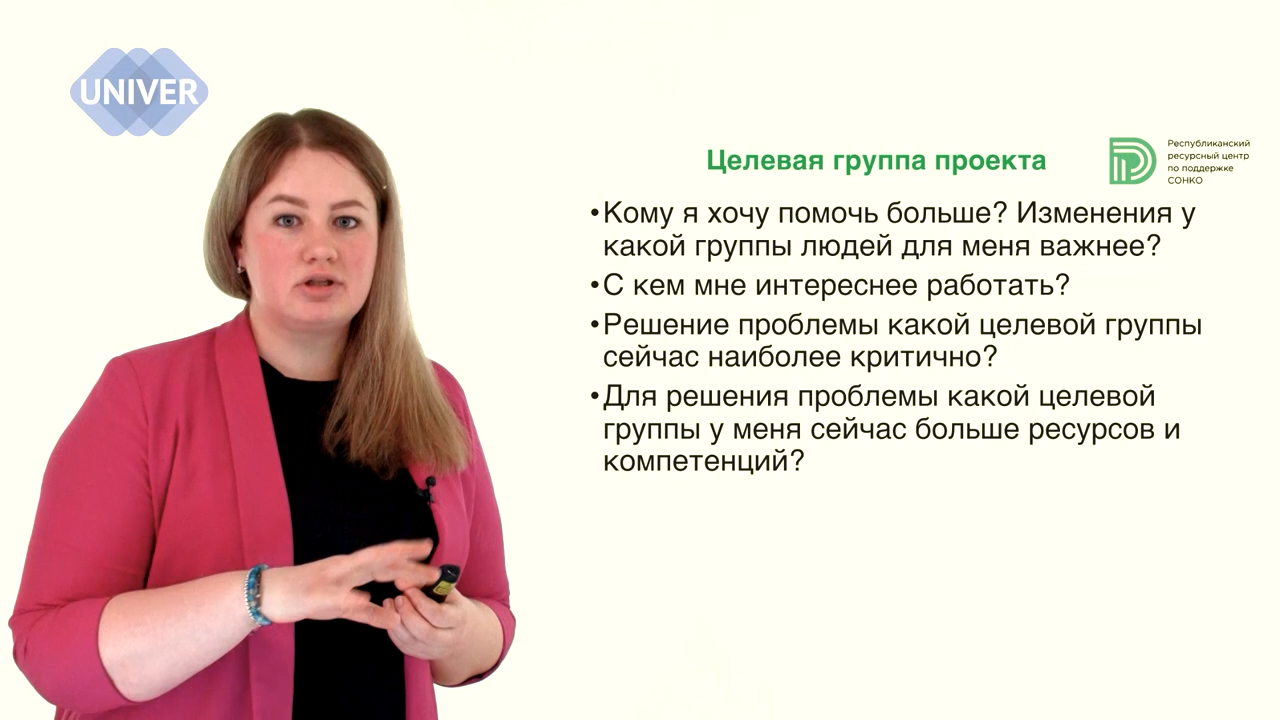 UNIVER
Целевая группа проекта
Республиканский
ресурсный центр
по поддержке
СОНКО
•Кому я хочу помочь больше? Изменения у
какой группы людей для меня важнее?
•С кем мне интереснее работать?
•Решение проблемы какой целевой группы
сейчас наиболее критично?
•Для решения проблемы какой целевой
группы у меня сейчас больше ресурсов и
компетенций?